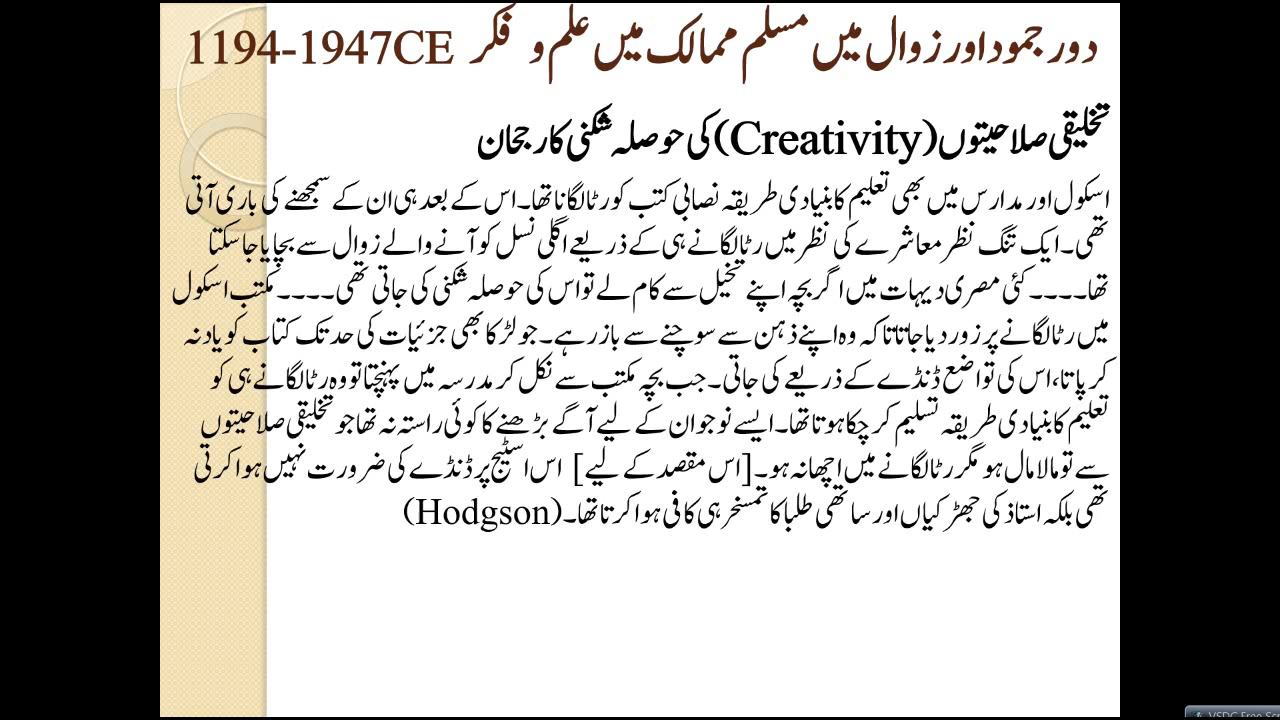 دور جمود اور زوال میں مسلم ممالک میں علم و فکر 1194-1947CE
تخلیقی صلاحیتوں (Creativity) کی حوصلہ شکنی کا رجحان
اسکول اور مدارس میں بھی تعلیم کا بنیادی طریقہ نصابی کتب کو رٹا لگانا تھا۔ اس کے بعد ہی ان کے سمجھنے کی باری آتی
تھی۔ ایک تنگ نظر معاشرے کی نظر میں رٹا لگانے ہی کے ذریعے اگلی نسل کو آنے والے زوال سے بچایا جا سکتا
تھا۔۔۔۔ کئی مصری دیہات میں اگر بچہ اپنے تخیل سے کام لے تو اس کی حوصلہ شکنی کی جاتی تھی۔۔۔۔ مکتب اسکول
میں رٹا لگانے پر زور دیا جاتا تاکہ وہ اپنے ذہن سے سوچنے سے باز رہے۔ جو لڑکا بھی جزئیات کی حد تک کتاب کو یاد نہ
کر پاتا، اس کی تواضع ڈنڈے کے ذریعے کی جاتی۔ جب بچہ مکتب سے نکل کر مدرسہ میں پہنچتا تو وہ رٹا لگانے ہی کو
تعلیم کا بنیادی طریقہ تسلیم کر چکا ہوتا تھا۔ ایسے نوجوان کے لیے آگے بڑھنے کا کوئی راستہ نہ تھا جو تخلیقی صلاحیتوں
سے تو مالا مال ہو مگر رٹا لگانے میں اچھا نہ ہو۔ [اس مقصد کے لیے] اس اسٹیج پر ڈنڈے کی ضرورت نہیں ہوا کرتی
تھی بلکہ استاذ کی جھڑکیاں اور ساتھی طلبا کا تمسخر ہی کافی ہوا کرتا تھا۔ (Hodgson)
VSDC Free Scr